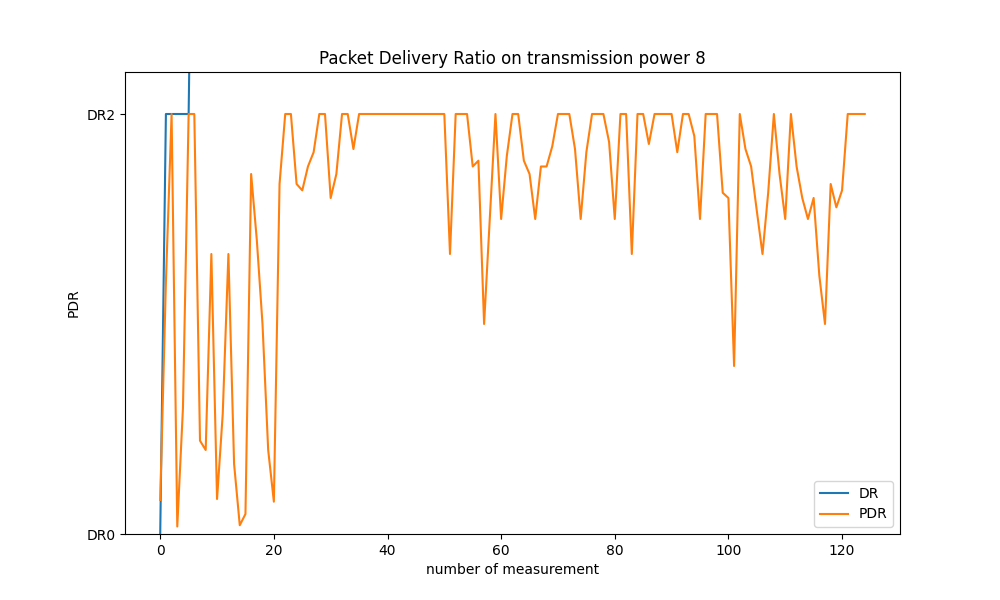 Packet Delivery Ratio on transmission power 8
DR2
PDR
DR0
0 20 40 60 80 100 120
number of measurement
DR
PDR